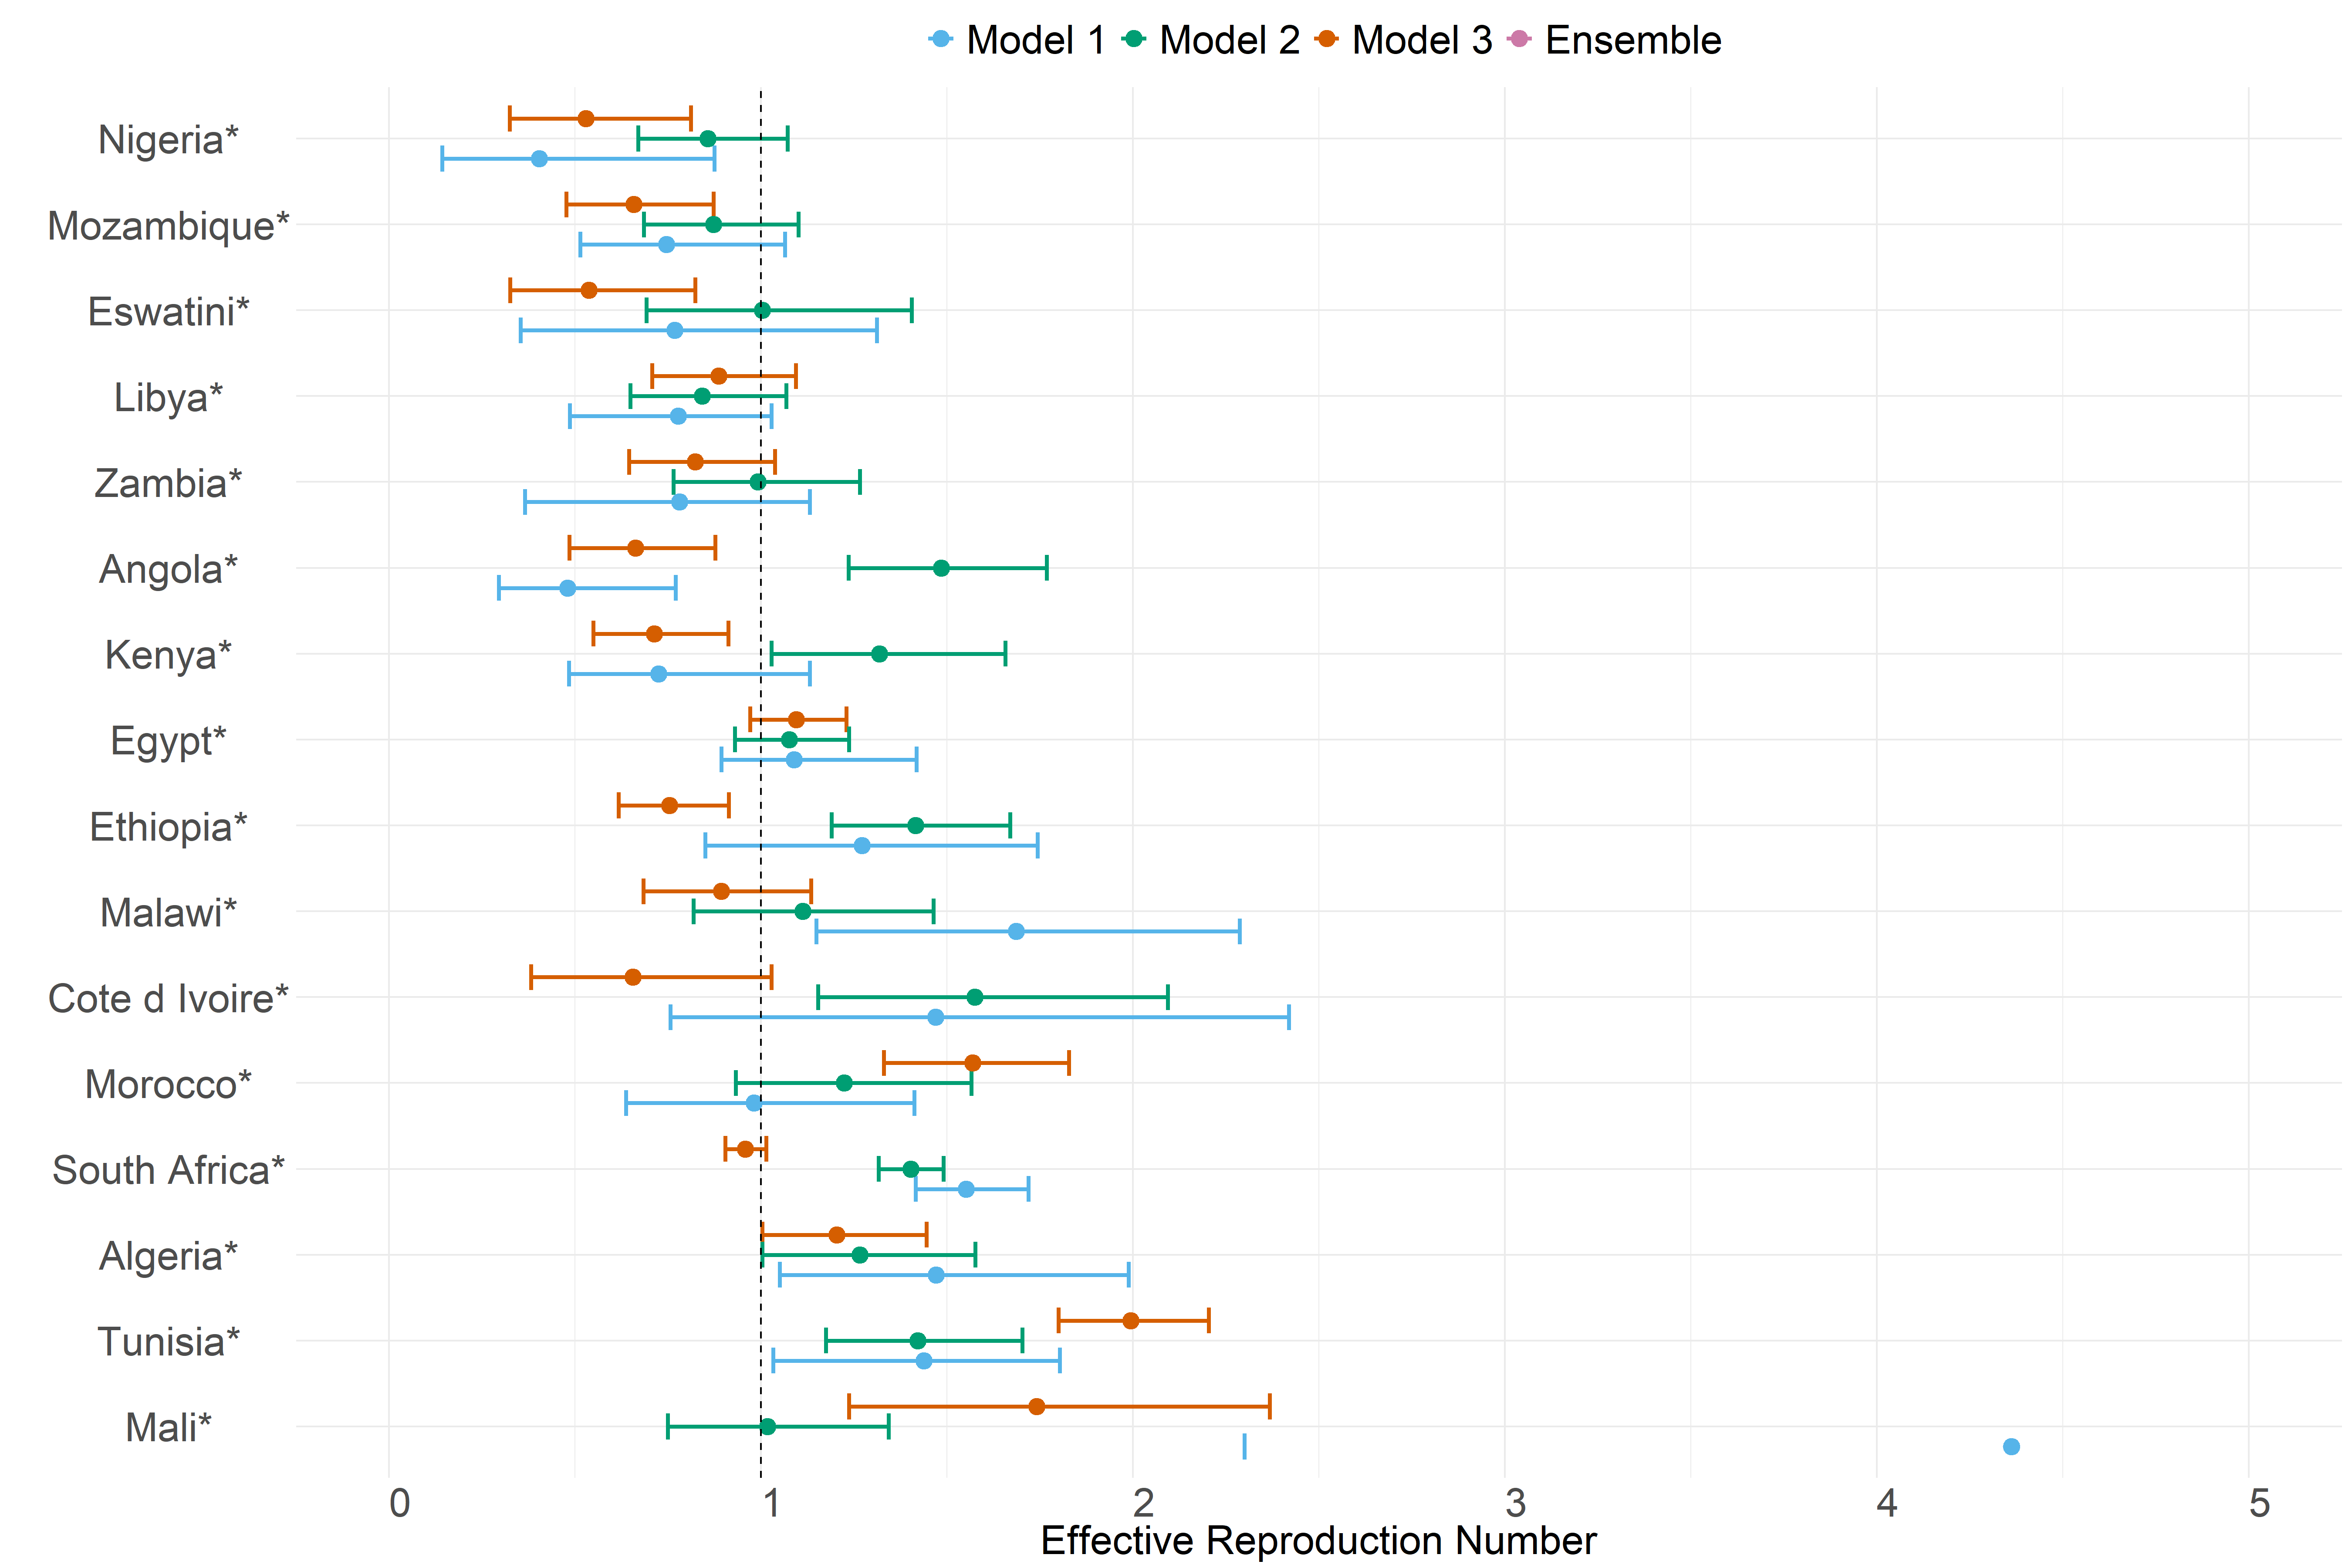 Model 1 Model 2 Model 3 Ensemble
Nigeria*
Mozambique*
Eswatini*
Libya*
Zambia*
Angola*
Kenya*
Egypt*
Ethiopia*
Malawi*
Cote d Ivoire*
Morocco*
South Africa*
Algeria*
Tunisia*
Mali*
0 1 2 3 4 5
Effective Reproduction Number